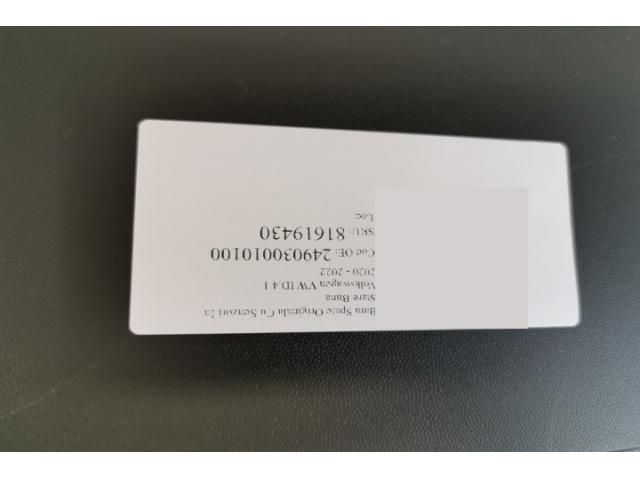 Bara Spate Originala Cu Senzori In
Stare Buna
Volkswagen VW ID.4 1
2020 - 2022
Cod OE: 249030010100
SKU: 81619430
Loc: